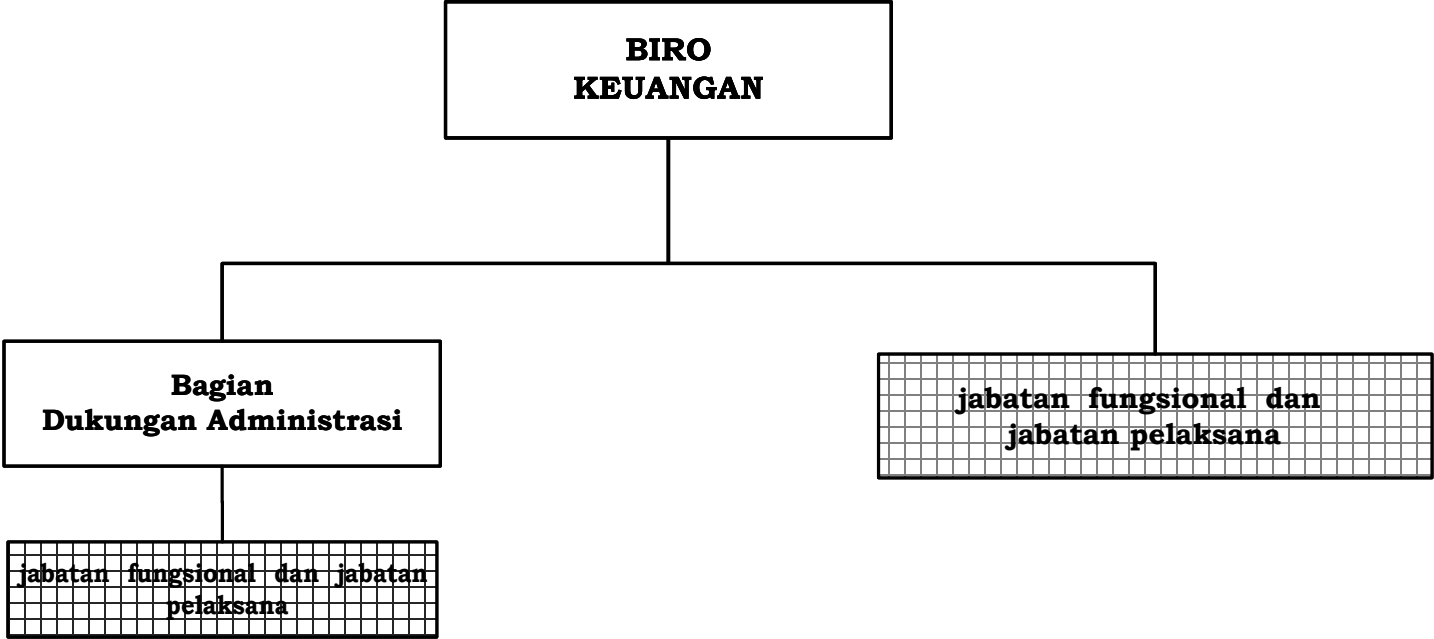 BIRO
KEUANGAN
Bagian
Dukungan Administrasi
jabatan fungsional dan
jabatan pelaksana
jabatan fungsional dan jabatan
pelaksana